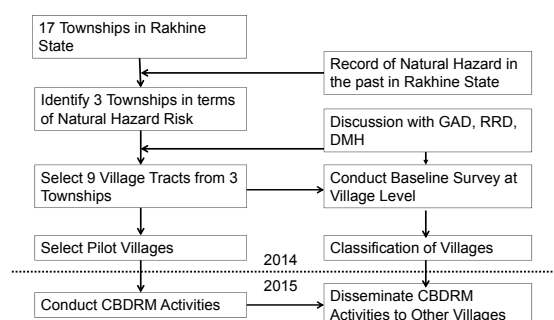 17 Townships in Rakhine
State
Record of Natural Hazard in
the past in Rakhine State
Identify 3 Townships in terms
of Natural Hazard Risk
Discussion with GAD, RRD,
DMH
Select 9 Village Tracts from 3
Townships
Conduct Baseline Survey at
Village Level
Select Pilot Villages
Classification of Villages
2014
2015
Conduct CBDRM Activities
Disseminate CBDRM
Activities to Other Villages